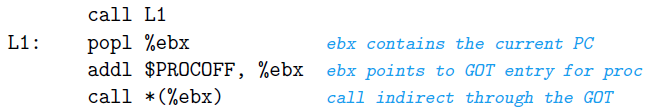 call L1
L1: popl %ebx ebx contains the current PC
addl $PROCOFF, %ebx ebx points to GOT entry for proc
call *(%ebx) call indirect through the GOT